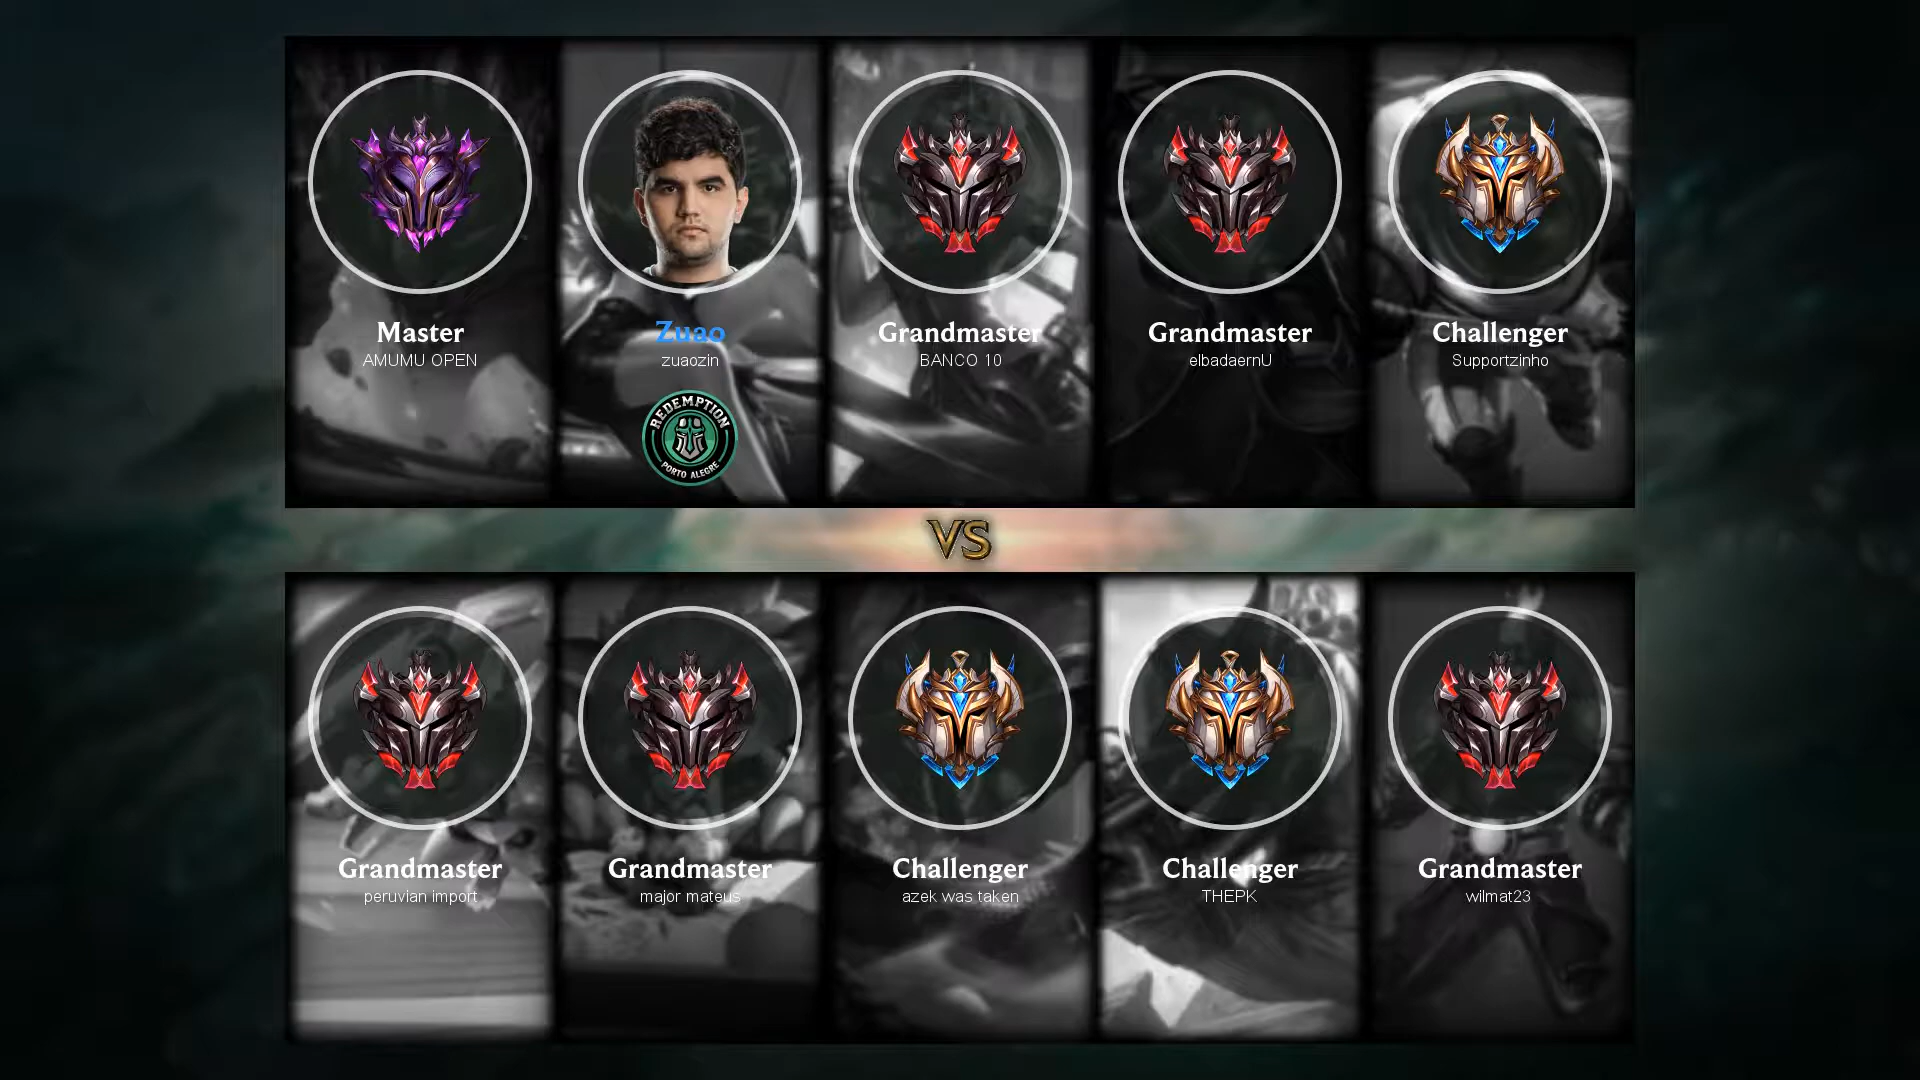 Master
AMUMU OPEN
Zuao
zuaozin
REDEMPTION
PORTO ALEGRE
Grandmaster
BANCO 10
Grandmaster
elbadaernU
Challenger
Supportzinho
VS
Grandmaster
peruvian import
Grandmaster
major mateus
Challenger
azek was taken
Challenger
THEPK
Grandmaster
wilmat23